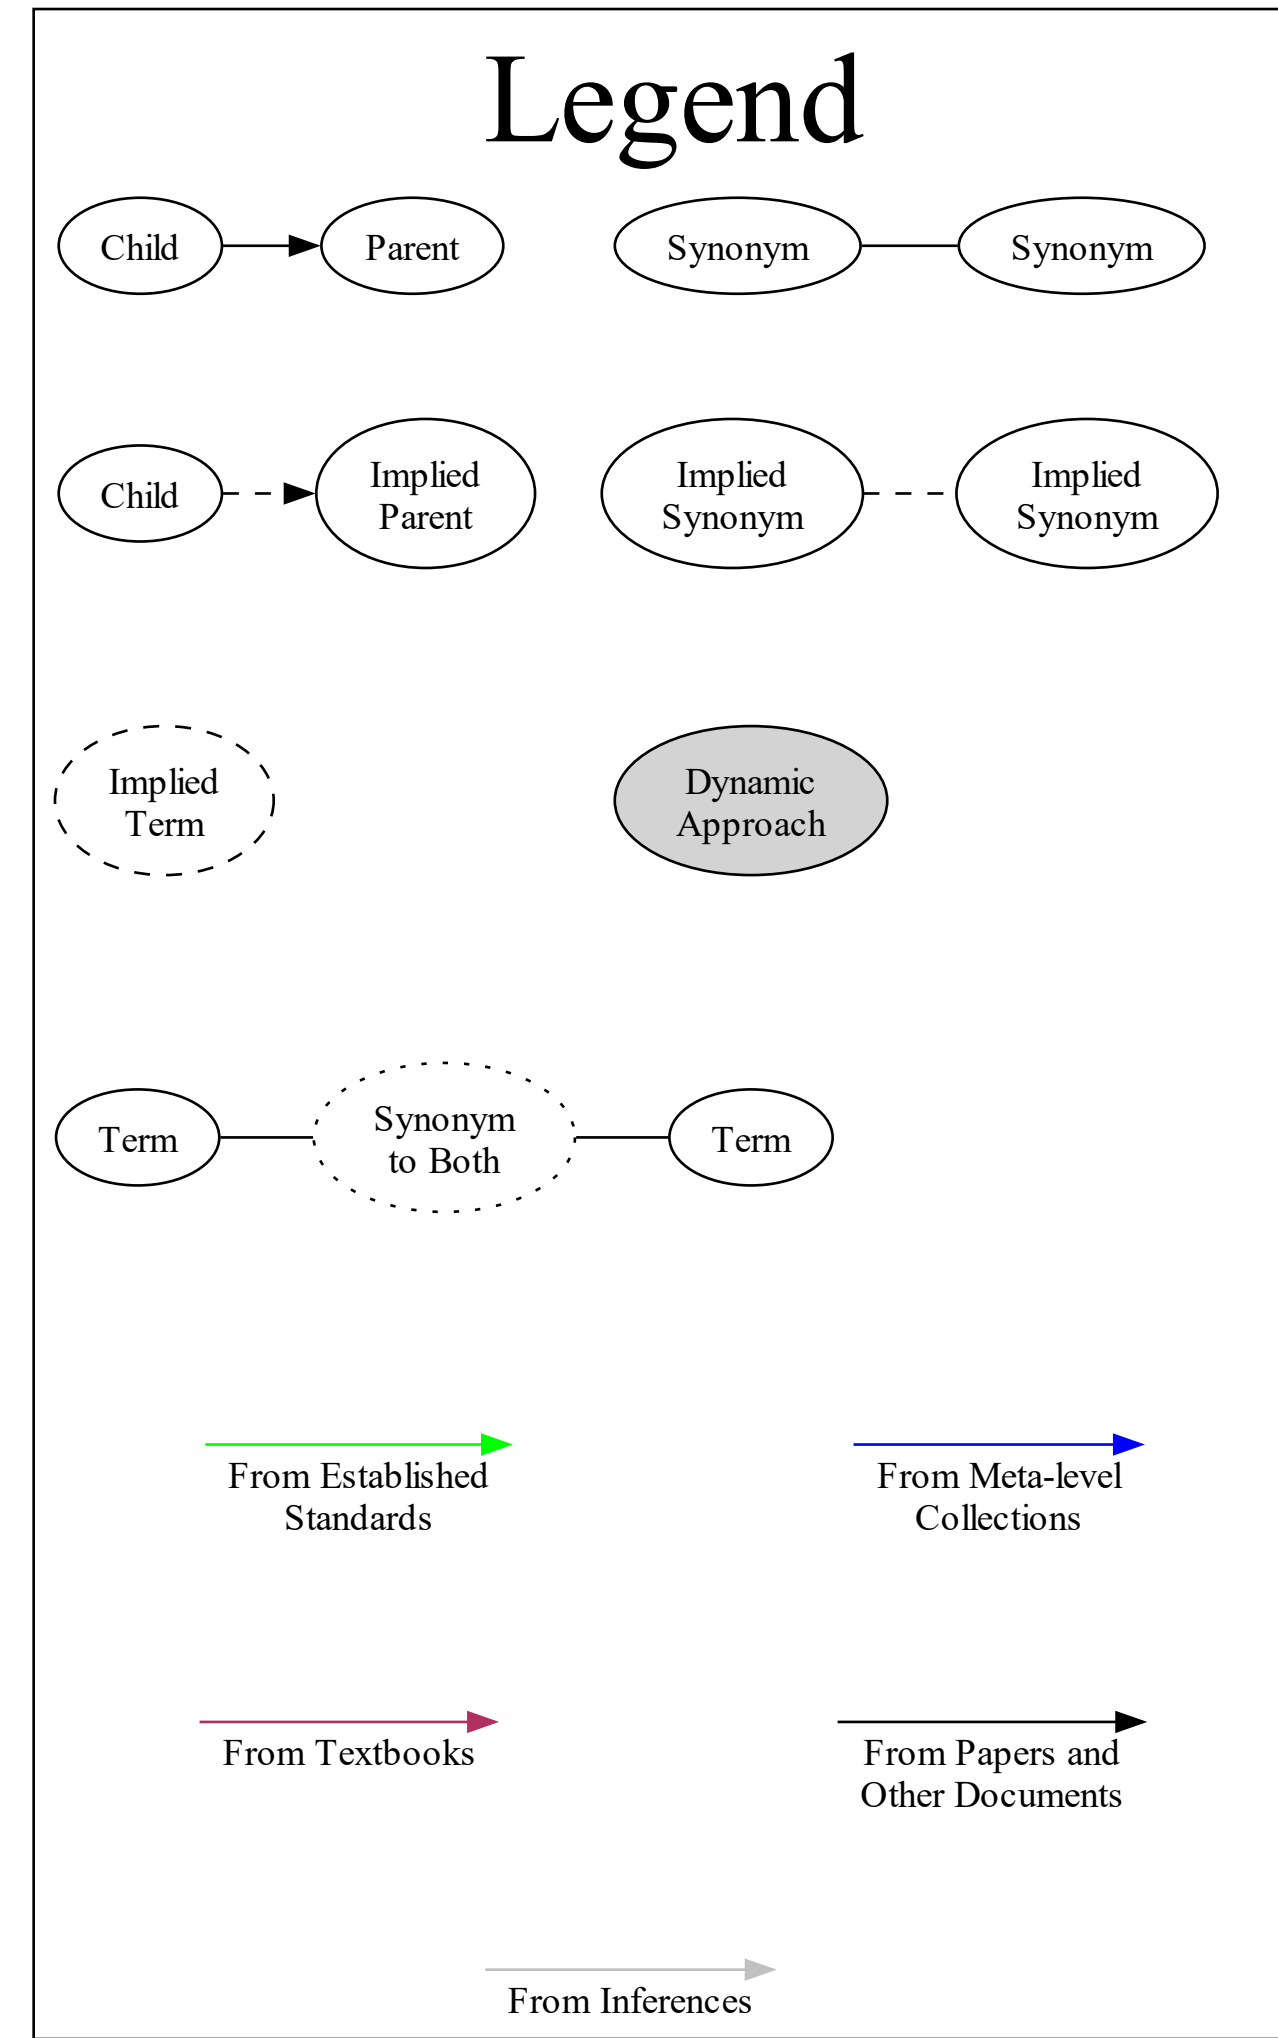 Legend
Child
Parent
Synonym
Synonym
Child
Implied
Parent
Implied
Synonym
Implied
Synonym
Implied
Term
Dynamic
Approach
Term
Synonym
to Both
Term
From Established
Standards
From Meta-level
Collections
From Textbooks
From Papers and
Other Documents
From Inferences